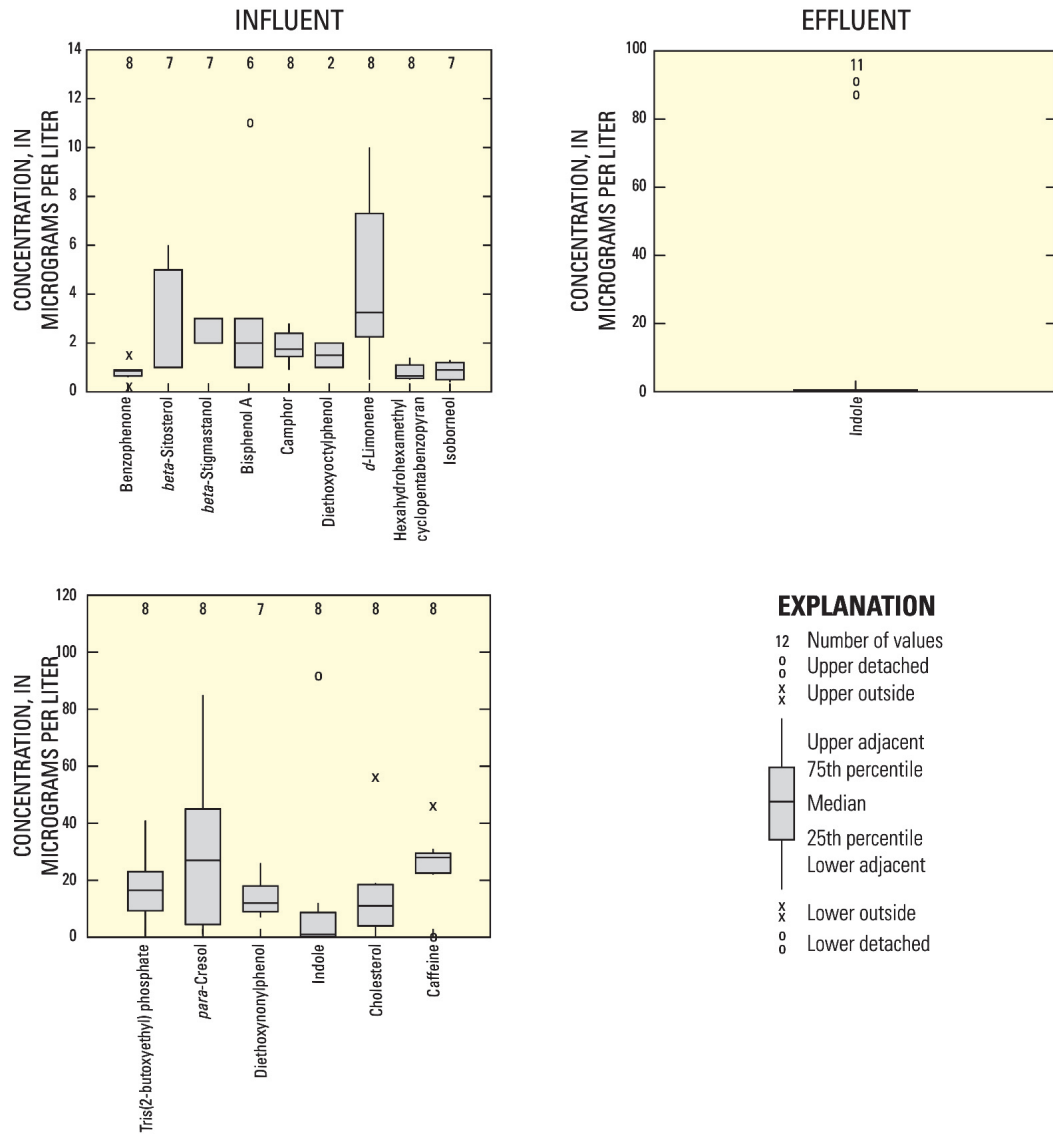 INFLUENT
CONCENTRATION, IN
MICROGRAMS PER LITER
14
12
10
8
6
4
2
0
8 7 7 6 8 2 8 8 7
o
x
x
Benzophenone
beta-Sitosterol
beta-Stigmastanol
Bisphenol A
Camphor
Diethoxyoctylphenol
d-Limonene
Hexahydrohexamethyl
cyclopentabenzopyran
Isoborneol
EFFLUENT
CONCENTRATION, IN
MICROGRAMS PER LITER
100
80
60
40
20
0
11
o
o
Indole
CONCENTRATION, IN
MICROGRAMS PER LITER
120
100
80
60
40
20
0
8 8 7 8 8 8
o
x
x
o
Tris(2-butoxyethyl) phosphate
para-Cresol
Diethoxynonylphenol
Indole
Cholesterol
Caffeine
EXPLANATION
12 Number of values
o
o Upper detached
x
x Upper outside
Upper adjacent
75th percentile
Median
25th percentile
Lower adjacent
x
x Lower outside
o
o Lower detached